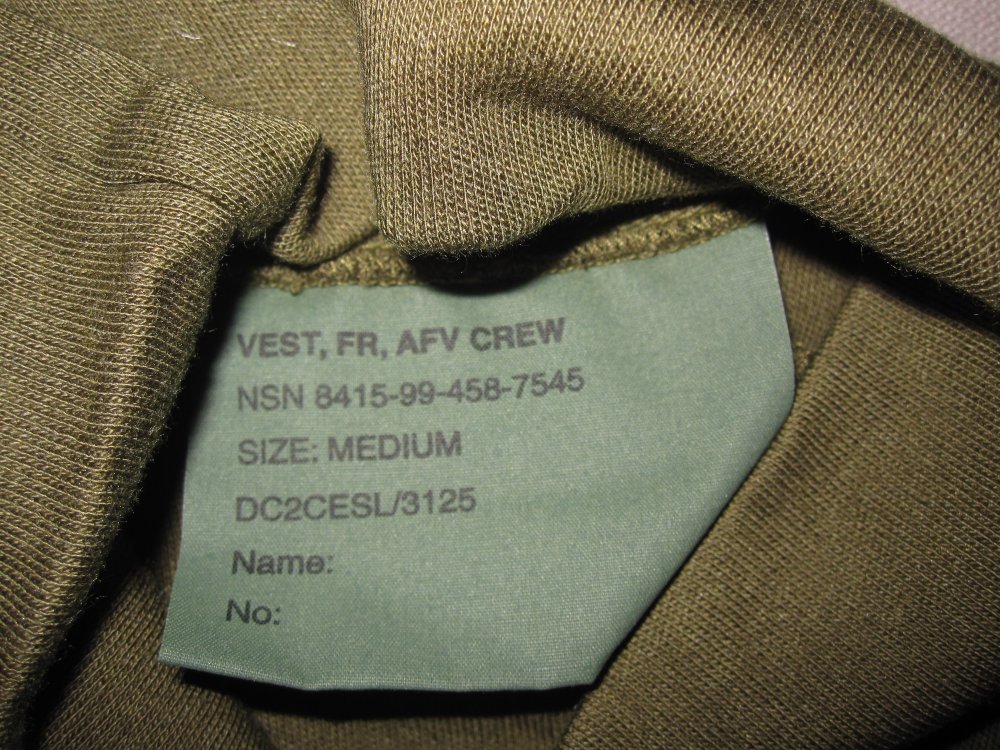 VEST, FR, AFV CREW
NSN 8415-99-458-7545
SIZE: MEDIUM
DC2CESL/3125
Name:
No: